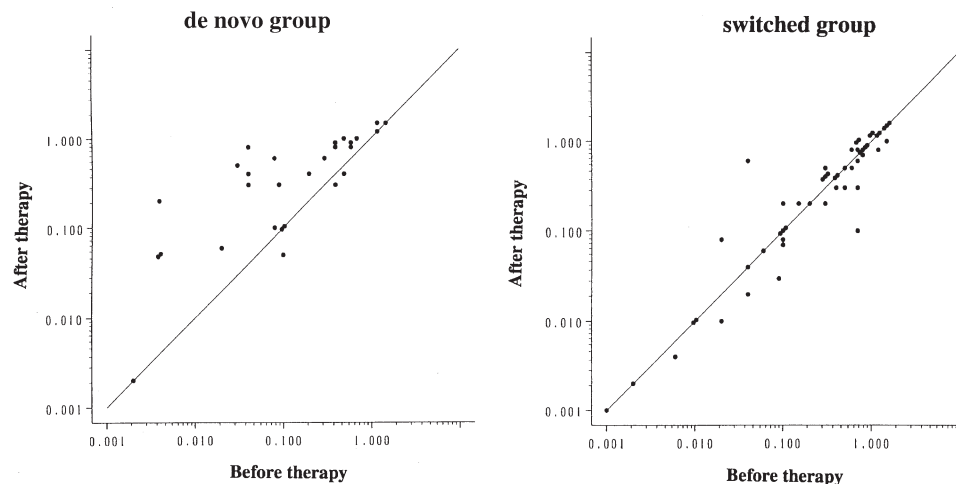 de novo group
After therapy
1.000
0.100
0.010
0.001
0.001 0.010 0.100 1.000
Before therapy
switched group
After therapy
1.000
0.100
0.010
0.001
0.001 0.010 0.100 1.000
Before therapy